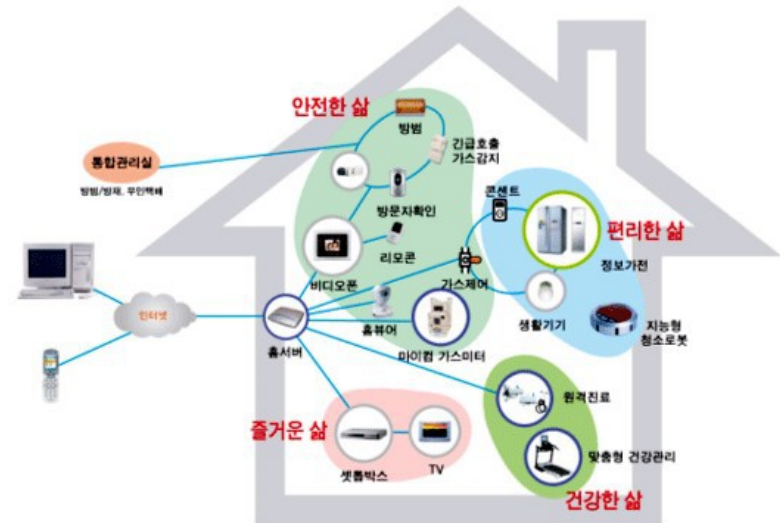 안전한 삶
방범
긴급호출
가스감지
통합관리실
방범/방재, 무인택배
방문자확인
콘센트
리모콘
편리한 삶
정보가전
비디오폰
가스제어
인터넷
홈서버
홈뷰어
마이컴 가스미터
생활기기
지능형
청소로봇
원격진료
즐거운 삶
셋톱박스
TV
맞춤형 건강관리
건강한 삶